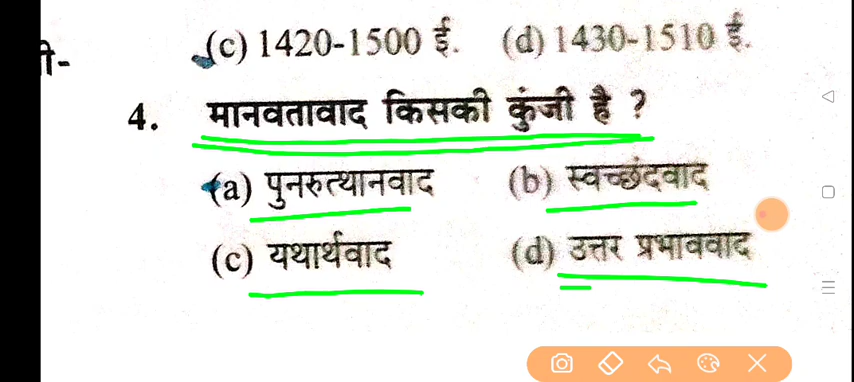 (c) 1420-1500 ई. (d) 1430-1510 ई.
ी-
4. मानवतावाद किसकी कुंजी है ?
(a) पुनरुत्थानवाद (b) स्वच्छंदवाद
(c) यथार्थवाद (d) उत्तर प्रभाववाद